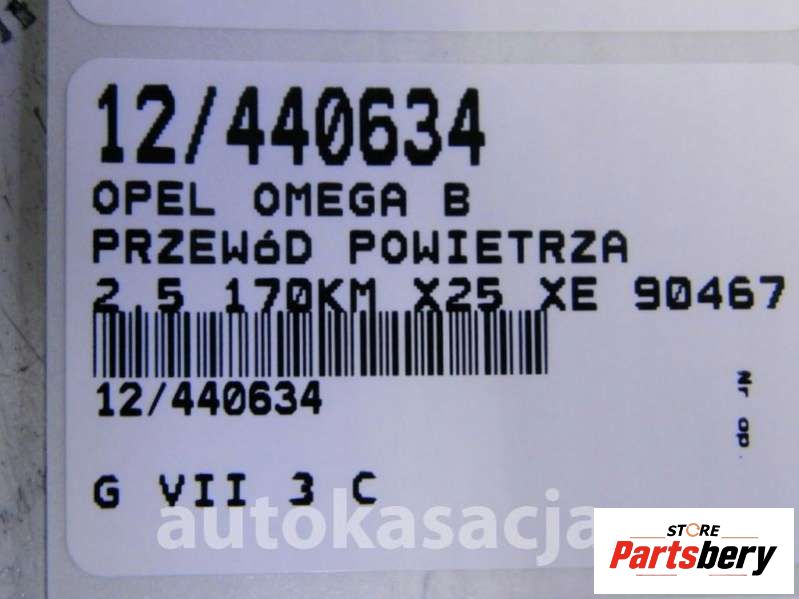 12/440634
OPEL OMEGA B
PRZEWóD POWIETRZA
2.5 170KM X25 XE 90467
12/440634
Nr op.
G VII 3 C
autokasacja
STORE
Partsbery